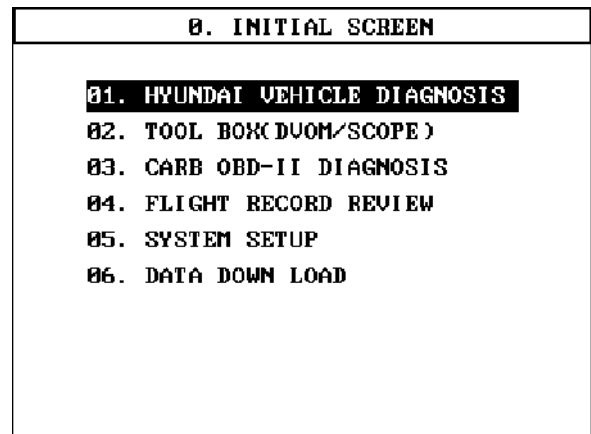 0. INITIAL SCREEN
01. HYUNDAI VEHICLE DIAGNOSIS
02. TOOL BOX(DVOM/SCOPE)
03. CARB OBD-II DIAGNOSIS
04. FLIGHT RECORD REVIEW
05. SYSTEM SETUP
06. DATA DOWN LOAD